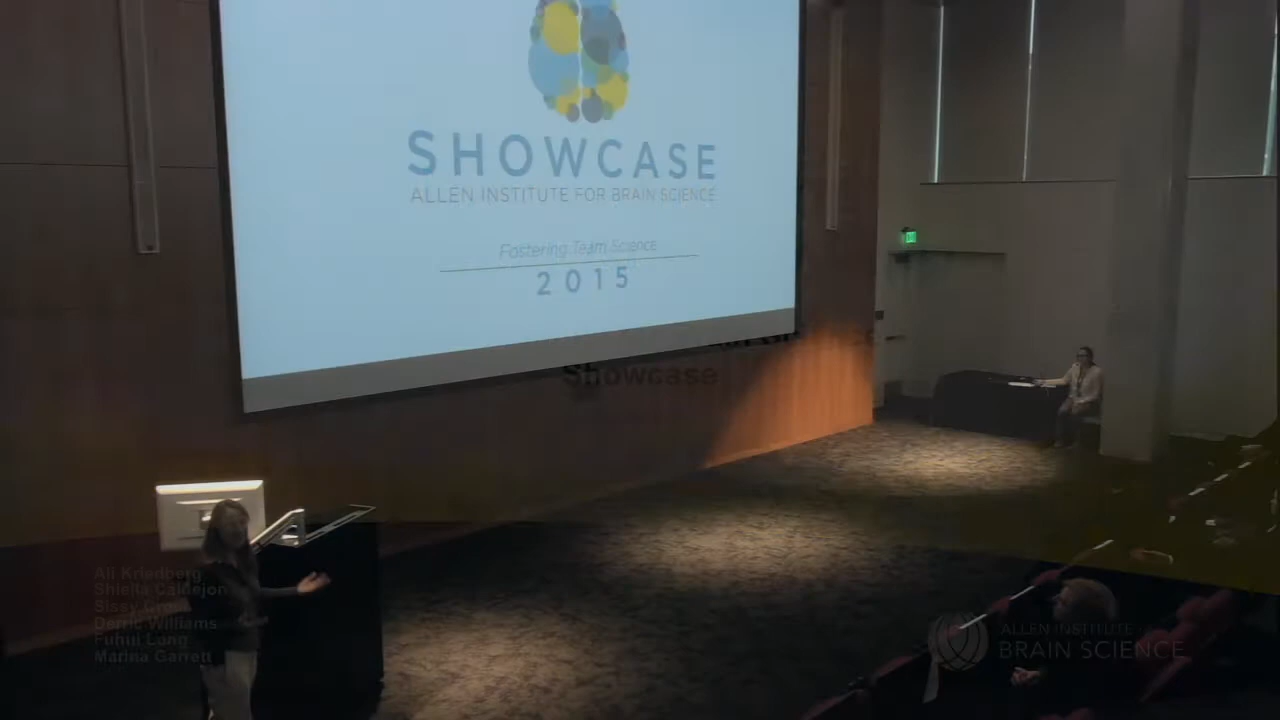 SHOWCASE
ALLEN INSTITUTE FOR BRAIN SCIENCE
Fostering Team Science
2015
Showcase
Ali Kriedberg
Shiella Caldejon
Sissy
Derric Williams
Fuhui Long
Marina Garrett
ALLEN INSTITUTE
BRAIN SCIENCE